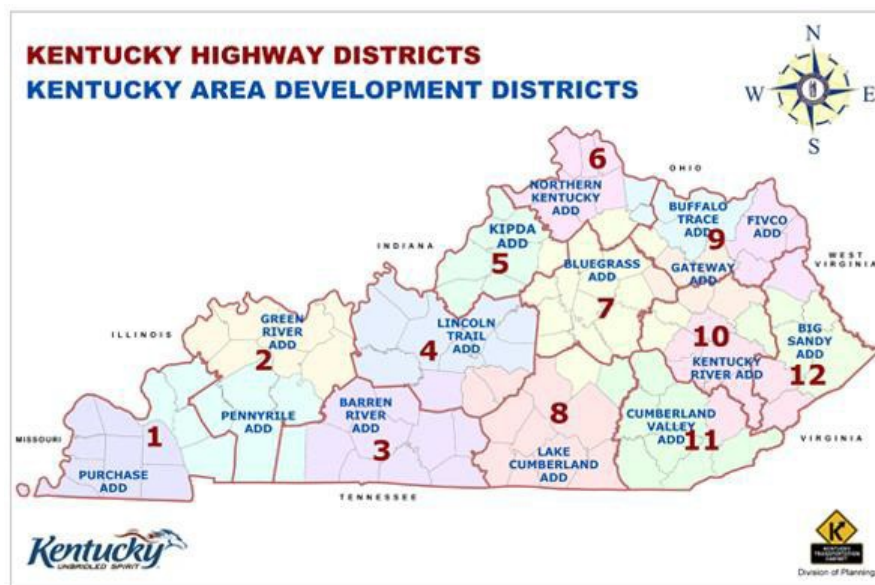 KENTUCKY HIGHWAY DISTRICTS
KENTUCKY AREA DEVELOPMENT DISTRICTS
N
W
E
S
6
OHIO
NORTHERN
KENTUCKY
ADD
BUFFALO
TRACE
ADD
9
FIVCO
ADD
KIPDA
ADD
5
INDIANA
WEST
VIRGINIA
BLUEGRASS
ADD
7
GATEWAY
ADD
ILLINOIS
GREEN
RIVER
ADD
2
LINCOLN
TRAIL
ADD
4
10
KENTUCKY
RIVER ADD
BIG
SANDY
ADD
12
PENNYRILE
ADD
BARREN
RIVER
ADD
3
8
LAKE
CUMBERLAND
ADD
CUMBERLAND
VALLEY
ADD
11
MISSOURI
1
PURCHASE
ADD
VIRGINIA
TENNESSEE
Kentucky
UNBRIDLED SPIRIT
K
KENTUCKY
TRANSPORTATION
CABINET
Division of Planning